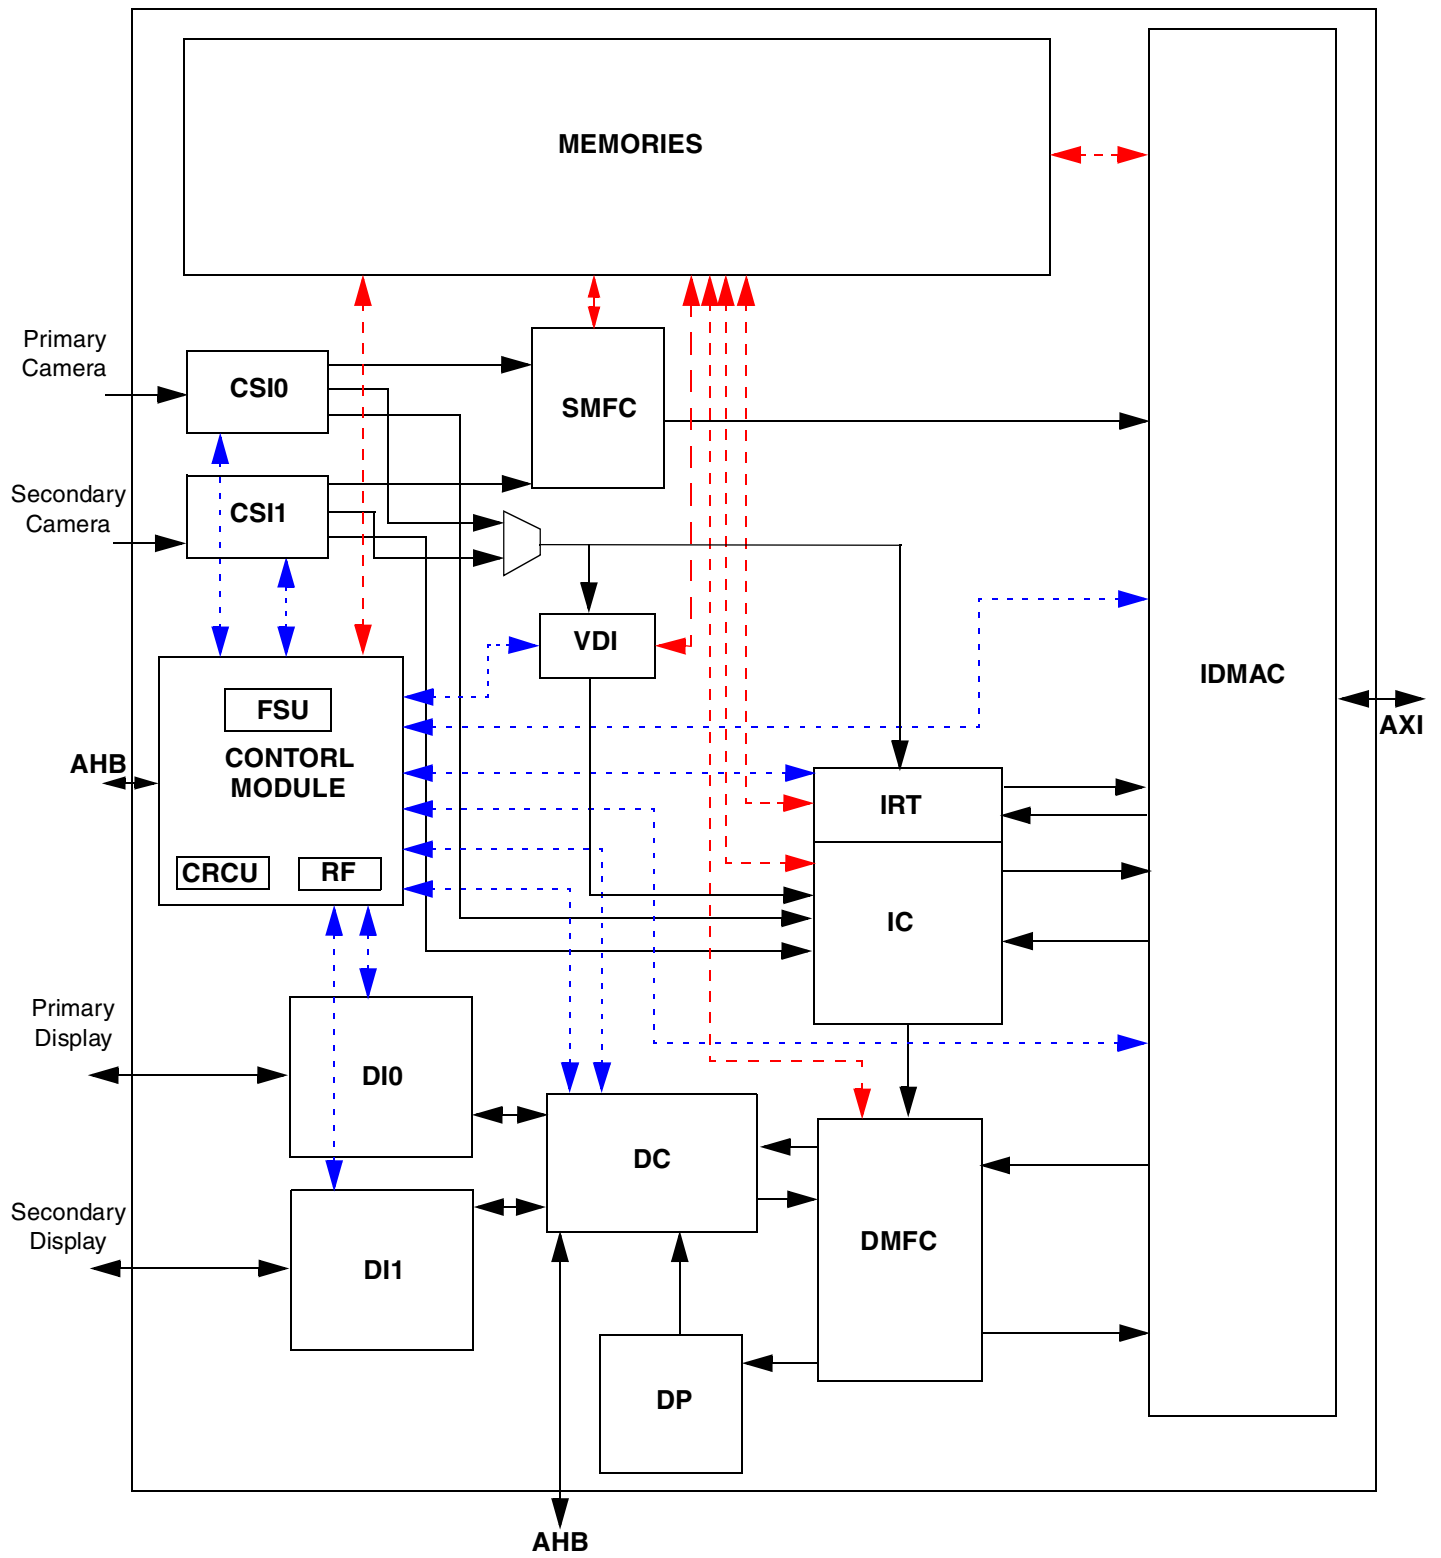 MEMORIES
Primary
Camera
CSI0
SMFC
Secondary
Camera
CSI1
VDI
IDMAC
FSU
CONTORL
MODULE
AHB
AXI
IRT
CRCU
RF
IC
Primary
Display
DI0
DC
Secondary
Display
DI1
DMFC
DP
AHB